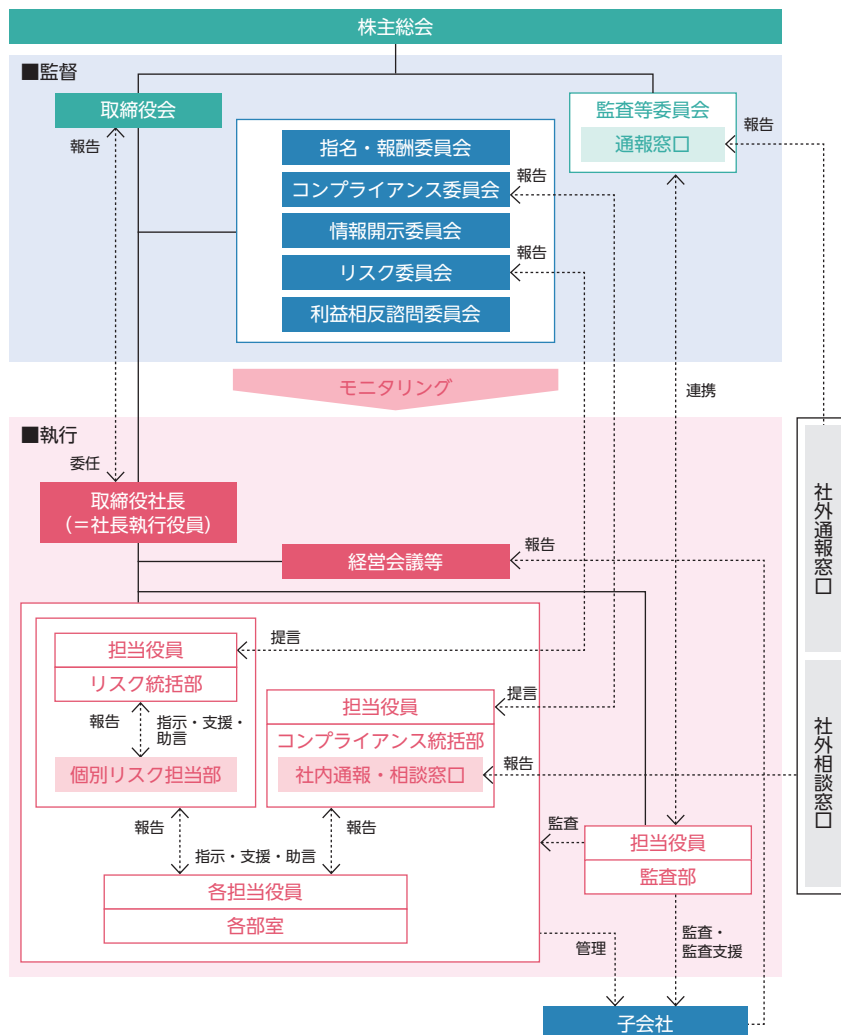 株主総会
■監督
取締役会
監査等委員会
通報窓口
報告
報告
指名・報酬委員会
コンプライアンス委員会
報告
情報開示委員会
リスク委員会
報告
利益相反諮問委員会
モニタリング
連携
■執行
委任
取締役社長
(＝社長執行役員)
経営会議等
報告
社外通報窓口
社外相談窓口
担当役員
リスク統括部
提言
報告
指示・支援・
助言
個別リスク担当部
担当役員
コンプライアンス統括部
社内通報・相談窓口
提言
報告
報告
報告
指示・支援・助言
各担当役員
各部室
監査
担当役員
監査部
管理
監査・
監査支援
子会社